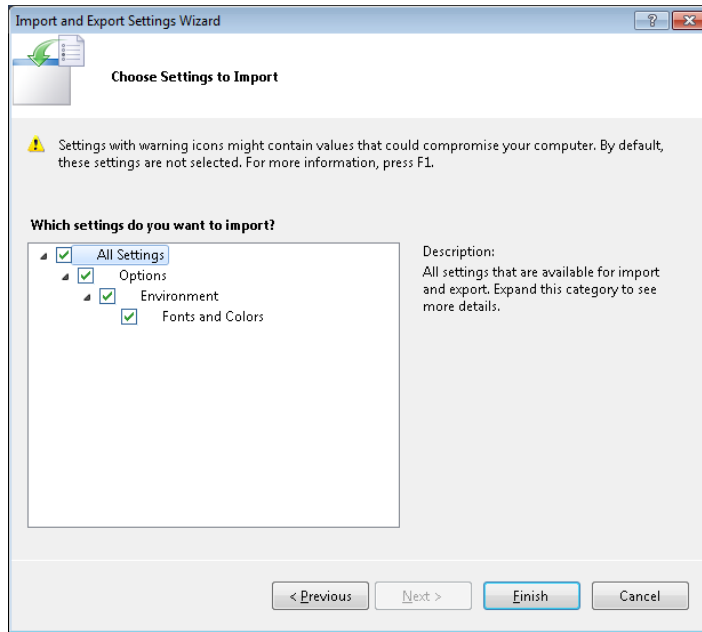 Import and Export Settings Wizard
Choose Settings to Import
Settings with warning icons might contain values that could compromise your computer. By default,
these settings are not selected. For more information, press F1.
Which settings do you want to import?
All Settings
Options
Environment
Fonts and Colors
Description:
All settings that are available for import
and export. Expand this category to see
more details.
< Previous
Next >
Finish
Cancel